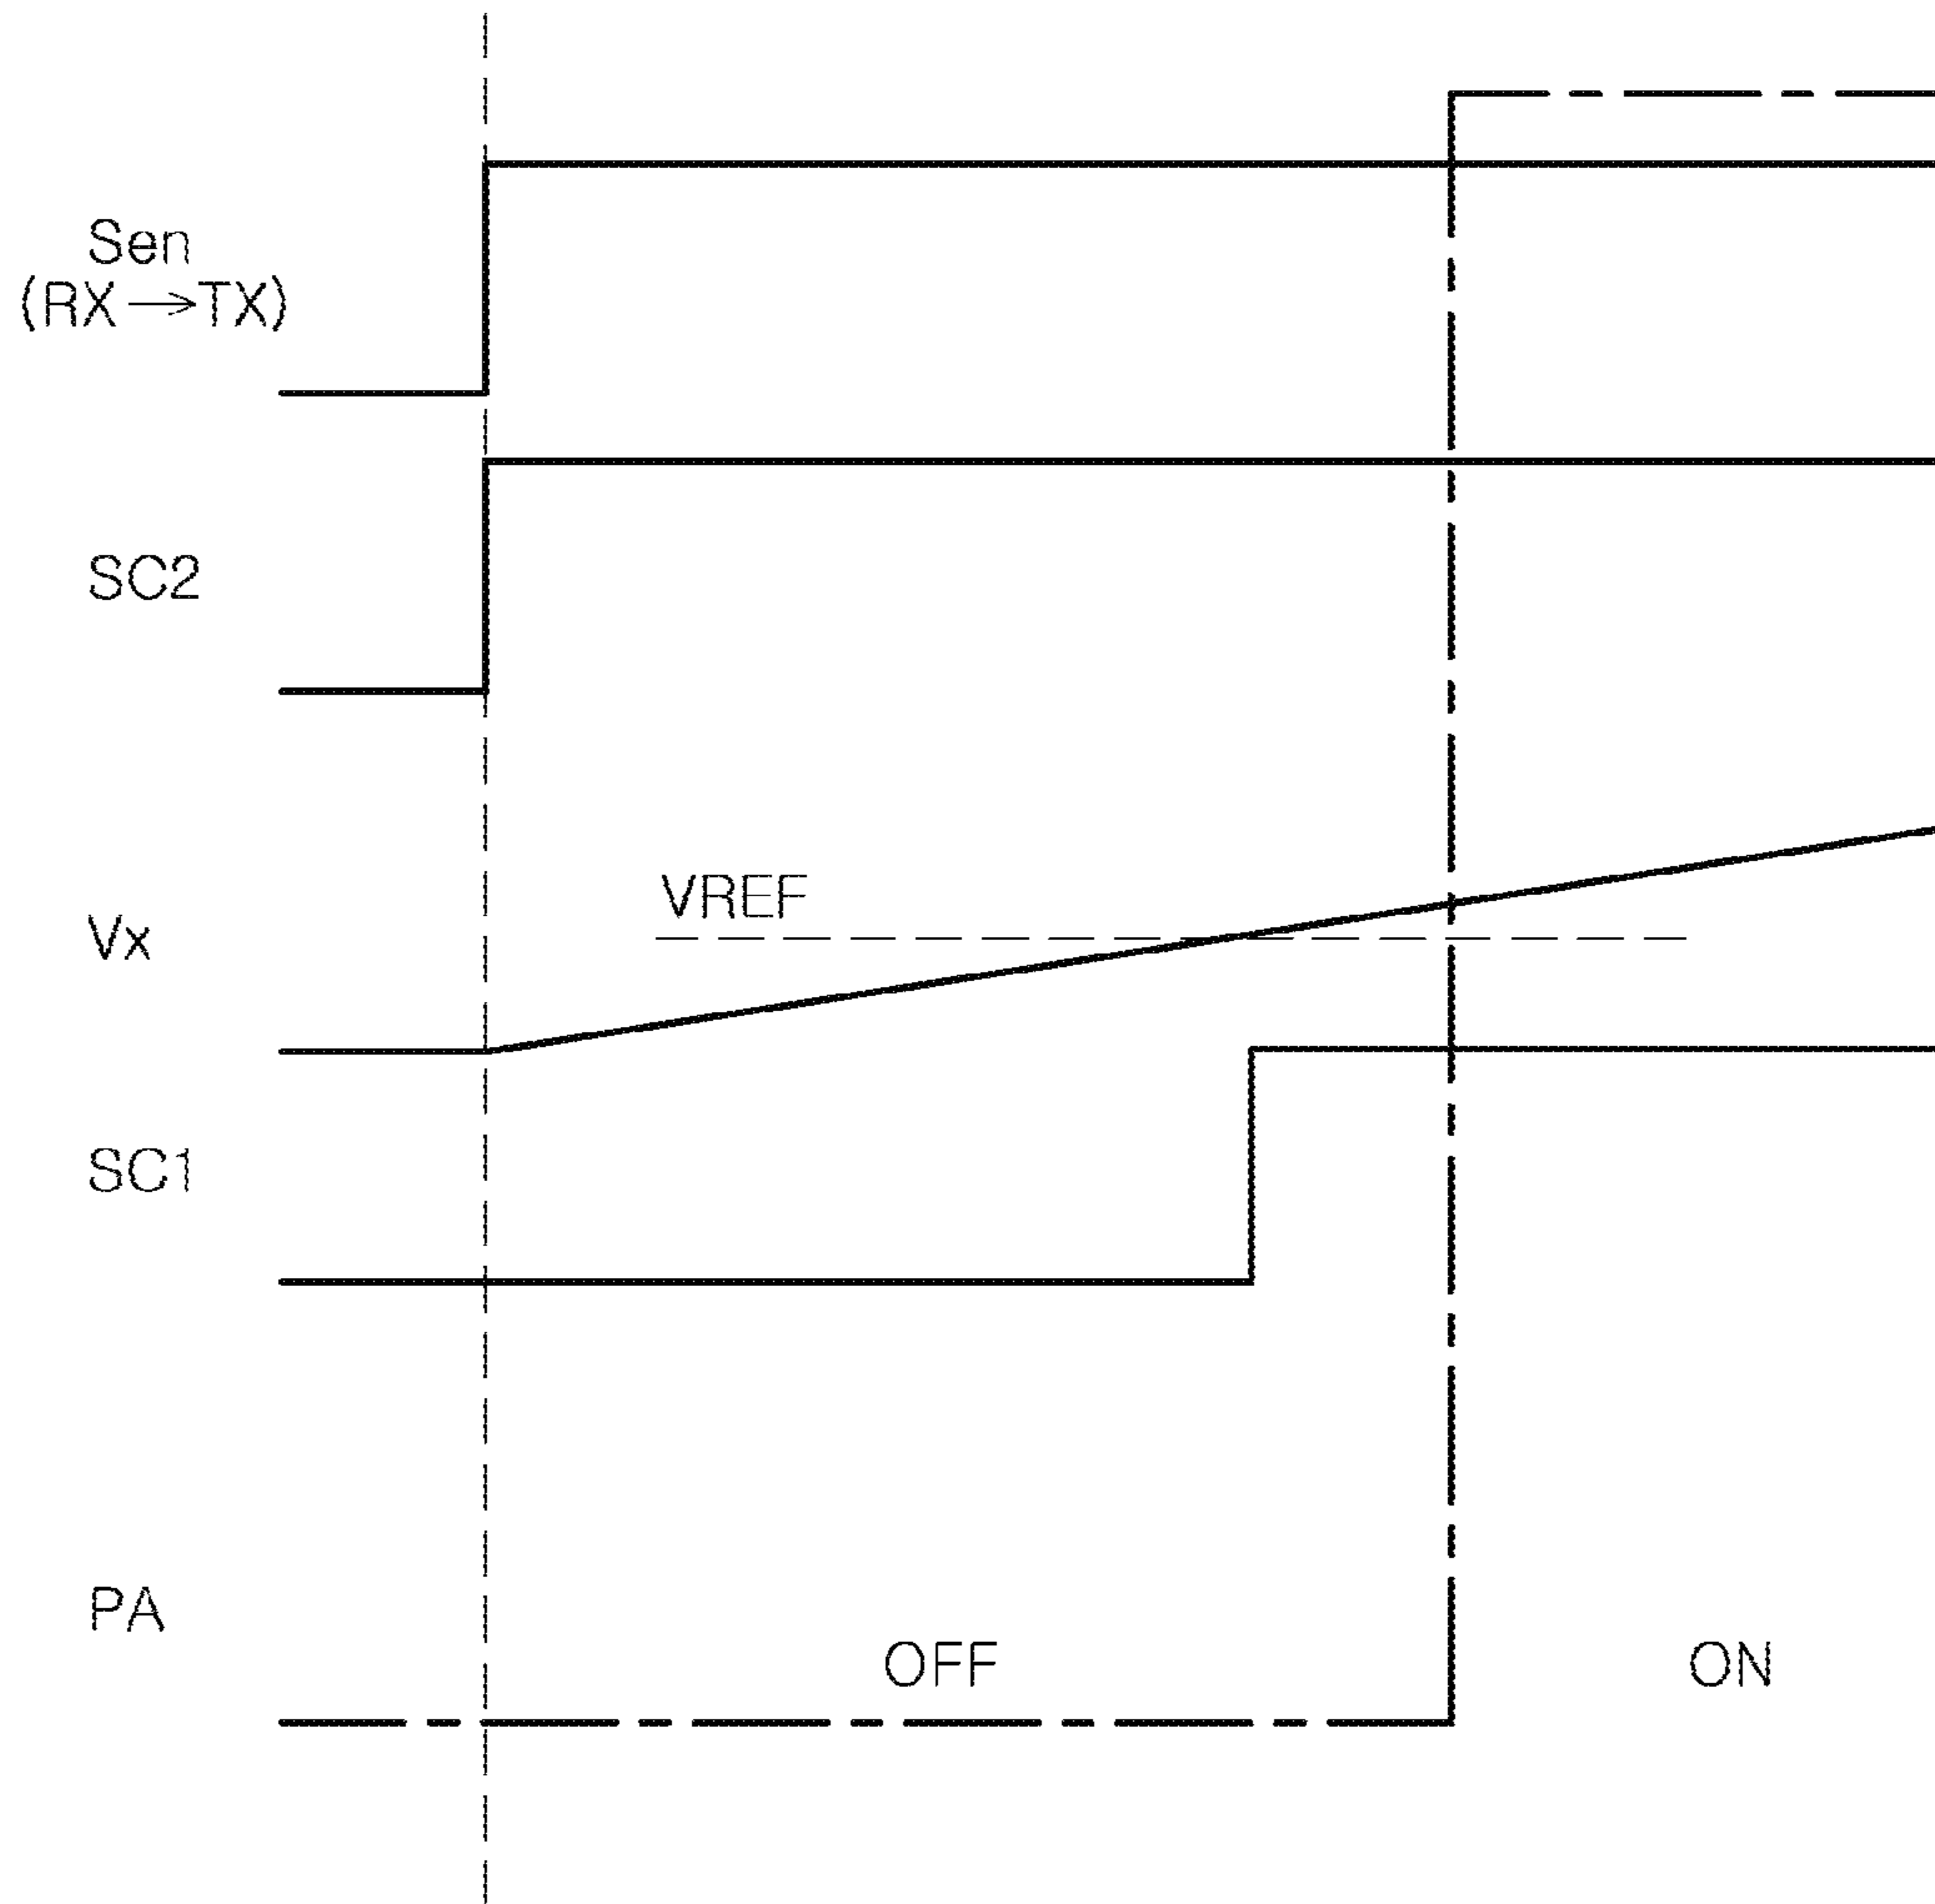 Sen
(RX→TX)
SC2
VREF
Vx
SC1
PA
OFF
ON